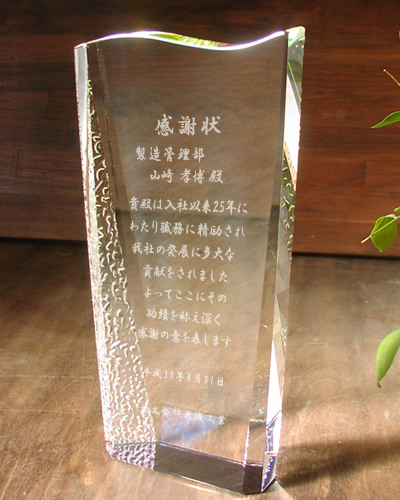 感謝状
製造管理部
山崎 孝博 殿
貴殿は入社以来25年に
わたり職務に精励され
我社の発展に多大な
貢献をされました
よってここにその
功績を称え深く
感謝の意を表します
平成30年8月31日
株式会社